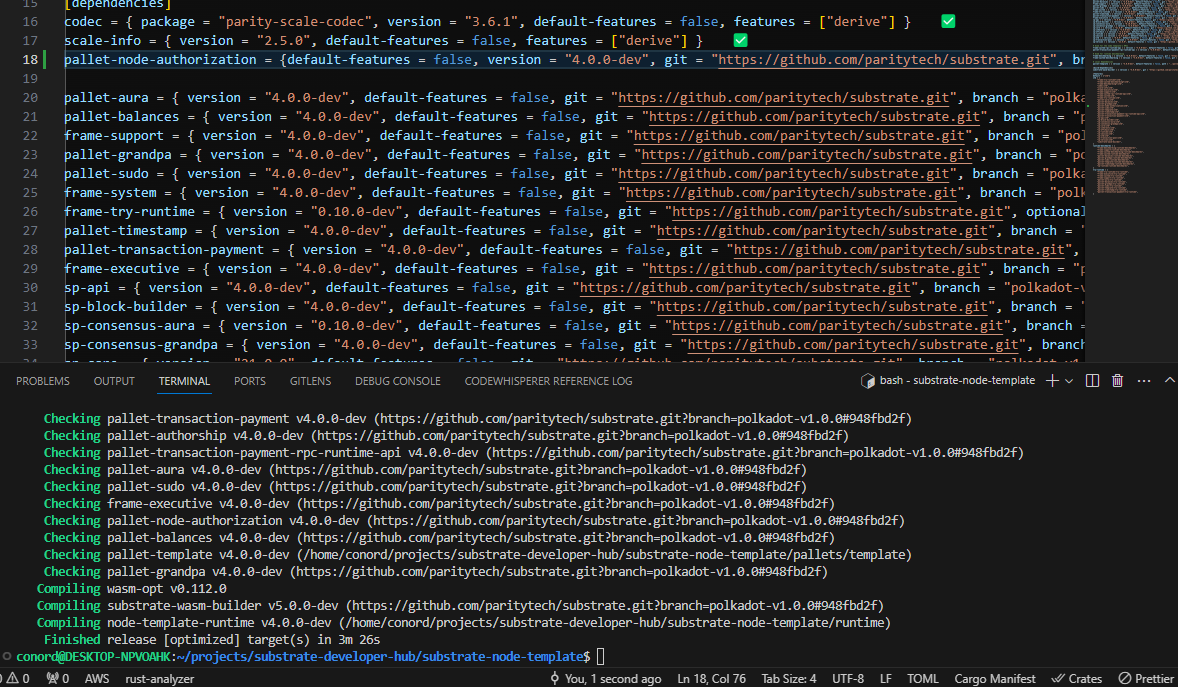 15 [dependencies]
16 codec = { package = "parity-scale-codec", version = "3.6.1", default-features = false, features = ["derive"] } ✅
17 scale-info = { version = "2.5.0", default-features = false, features = ["derive"] } ✅
18 pallet-node-authorization = {default-features = false, version = "4.0.0-dev", git = "https://github.com/paritytech/substrate.git", br
19
20 pallet-aura = { version = "4.0.0-dev", default-features = false, git = "https://github.com/paritytech/substrate.git", branch = "polka
21 pallet-balances = { version = "4.0.0-dev", default-features = false, git = "https://github.com/paritytech/substrate.git", branch = "p
22 frame-support = { version = "4.0.0-dev", default-features = false, git = "https://github.com/paritytech/substrate.git", branch = "pol
23 pallet-grandpa = { version = "4.0.0-dev", default-features = false, git = "https://github.com/paritytech/substrate.git", branch = "po
24 pallet-sudo = { version = "4.0.0-dev", default-features = false, git = "https://github.com/paritytech/substrate.git", branch = "polka
25 frame-system = { version = "4.0.0-dev", default-features = false, git = "https://github.com/paritytech/substrate.git", branch = "polk
26 frame-try-runtime = { version = "0.10.0-dev", default-features = false, git = "https://github.com/paritytech/substrate.git", optional
27 pallet-timestamp = { version = "4.0.0-dev", default-features = false, git = "https://github.com/paritytech/substrate.git", branch = "
28 pallet-transaction-payment = { version = "4.0.0-dev", default-features = false, git = "https://github.com/paritytech/substrate.git",
29 frame-executive = { version = "4.0.0-dev", default-features = false, git = "https://github.com/paritytech/substrate.git", branch = "p
30 sp-api = { version = "4.0.0-dev", default-features = false, git = "https://github.com/paritytech/substrate.git", branch = "polkadot-v
31 sp-block-builder = { version = "4.0.0-dev", default-features = false, git = "https://github.com/paritytech/substrate.git", branch = "
32 sp-consensus-aura = { version = "0.10.0-dev", default-features = false, git = "https://github.com/paritytech/substrate.git", branch =
33 sp-consensus-grandpa = { version = "4.0.0-dev", default-features = false, git = "https://github.com/paritytech/substrate.git", branch
PROBLEMS OUTPUT TERMINAL PORTS GITLENS DEBUG CONSOLE CODEWHISPERER REFERENCE LOG bash - substrate-node-template
Checking pallet-transaction-payment v4.0.0-dev (https://github.com/paritytech/substrate.git?branch=polkadot-v1.0.0#948fbd2f)
Checking pallet-authorship v4.0.0-dev (https://github.com/paritytech/substrate.git?branch=polkadot-v1.0.0#948fbd2f)
Checking pallet-transaction-payment-rpc-runtime-api v4.0.0-dev (https://github.com/paritytech/substrate.git?branch=polkadot-v1.0.0#948fbd2f)
Checking pallet-aura v4.0.0-dev (https://github.com/paritytech/substrate.git?branch=polkadot-v1.0.0#948fbd2f)
Checking pallet-sudo v4.0.0-dev (https://github.com/paritytech/substrate.git?branch=polkadot-v1.0.0#948fbd2f)
Checking frame-executive v4.0.0-dev (https://github.com/paritytech/substrate.git?branch=polkadot-v1.0.0#948fbd2f)
Checking pallet-node-authorization v4.0.0-dev (https://github.com/paritytech/substrate.git?branch=polkadot-v1.0.0#948fbd2f)
Checking pallet-balances v4.0.0-dev (https://github.com/paritytech/substrate.git?branch=polkadot-v1.0.0#948fbd2f)
Checking pallet-template v4.0.0-dev (/home/conord/projects/substrate-developer-hub/substrate-node-template/pallets/template)
Checking pallet-grandpa v4.0.0-dev (https://github.com/paritytech/substrate.git?branch=polkadot-v1.0.0#948fbd2f)
Compiling wasm-opt v0.112.0
Compiling substrate-wasm-builder v5.0.0-dev (https://github.com/paritytech/substrate.git?branch=polkadot-v1.0.0#948fbd2f)
Compiling node-template-runtime v4.0.0-dev (/home/conord/projects/substrate-developer-hub/substrate-node-template/runtime)
Finished release [optimized] target(s) in 3m 26s
conord@DESKTOP-NPVOAHK:~/projects/substrate-developer-hub/substrate-node-template$
0 0 AWS rust-analyzer You, 1 second ago Ln 18, Col 76 Tab Size: 4 UTF-8 LF TOML Cargo Manifest Crates Prettier